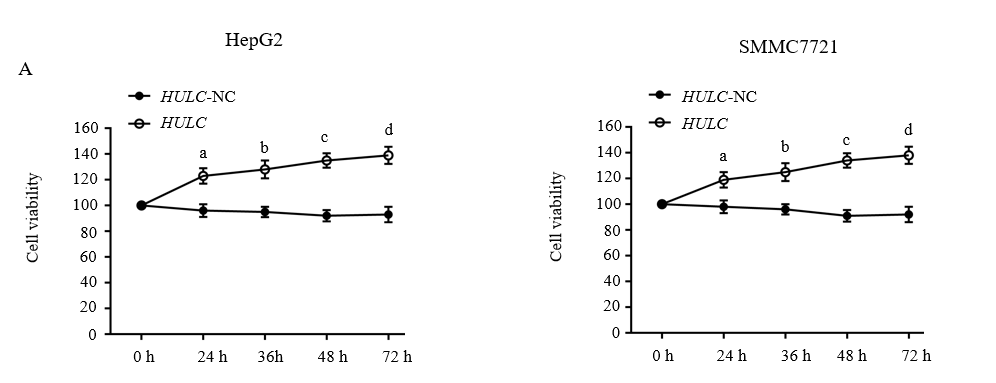 HepG2
SMMC7721
A
HULC-NC
HULC
160
140
120
100
80
60
40
20
0
Cell viability
a
b
c
d
0 h
24 h
36h
48 h
72 h
HULC-NC
HULC
160
140
120
100
80
60
40
20
0
Cell viability
a
b
c
d
0 h
24 h
36 h
48 h
72 h